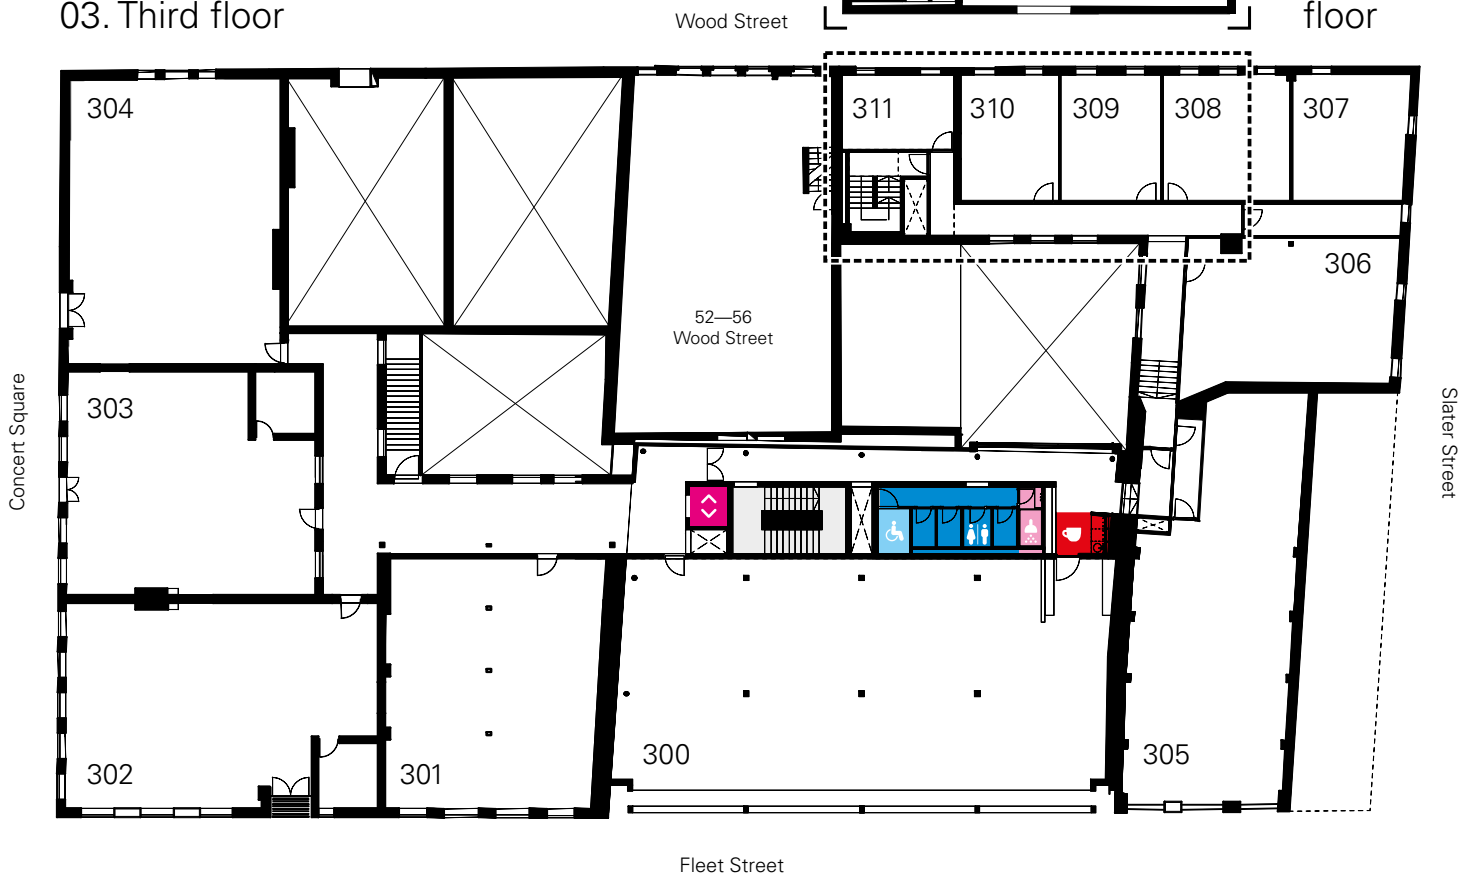 03. Third floor
Wood Street
floor
304
311
310
309
308
307
306
52—56
Wood Street
303
Concert Square
Slater Street
302
301
300
305
Fleet Street